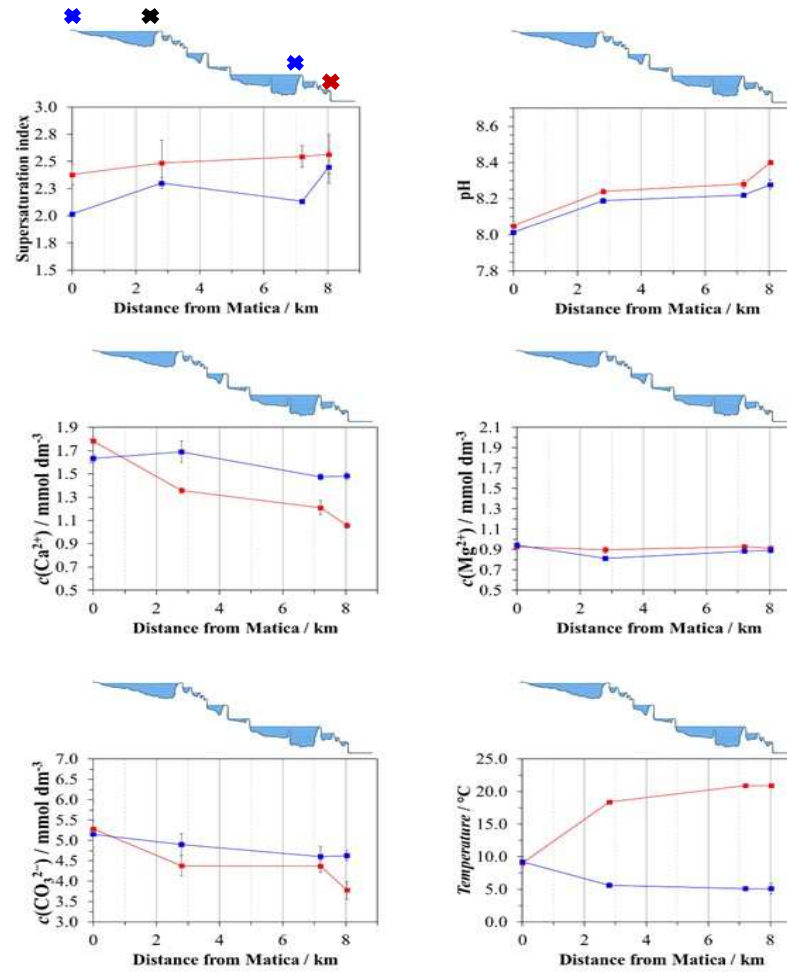 3.0
2.8
2.5
2.3
2.0
1.8
1.5
Supersaturation index
0 2 4 6 8
Distance from Matica / km
8.6
8.4
8.2
8.0
7.8
pH
0 2 4 6 8
Distance from Matica / km
1.9
1.7
1.5
1.3
1.1
0.9
0.7
0.5
c(Ca²⁺) / mmol dm⁻³
0 2 4 6 8
Distance from Matica / km
2.1
1.9
1.7
1.5
1.3
1.1
0.9
0.7
0.5
c(Mg²⁺) / mmol dm⁻³
0 2 4 6 8
Distance from Matica / km
7.0
6.5
6.0
5.5
5.0
4.5
4.0
3.5
3.0
c(CO₃²⁻) / mmol dm⁻³
0 2 4 6 8
Distance from Matica / km
25.0
20.0
15.0
10.0
5.0
0.0
Temperature / °C
0 2 4 6 8
Distance from Matica / km